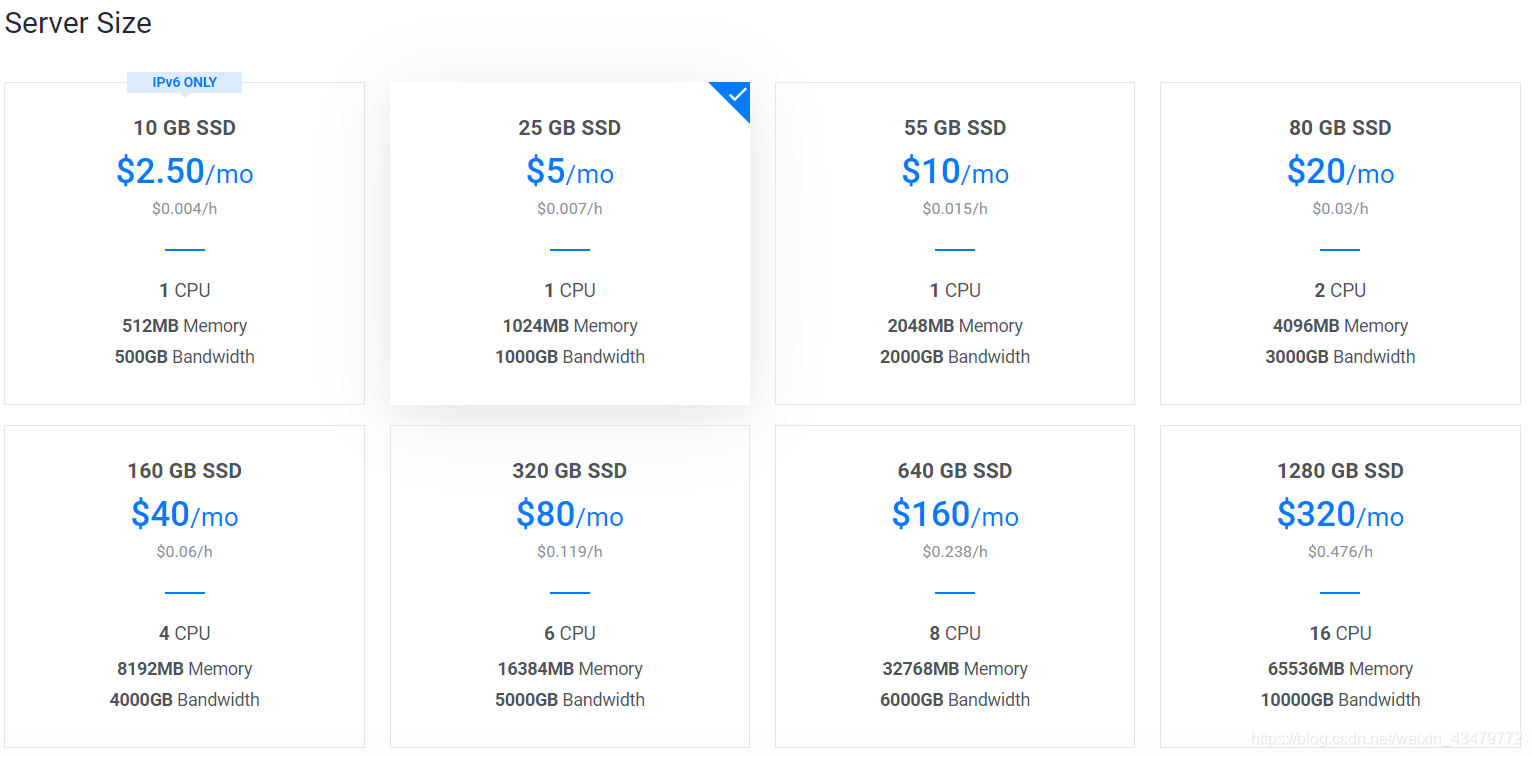 Server Size
IPv6 ONLY
10 GB SSD
$2.50/mo
$0.004/h
1 CPU
512MB Memory
500GB Bandwidth
25 GB SSD
$5/mo
$0.007/h
1 CPU
1024MB Memory
1000GB Bandwidth
55 GB SSD
$10/mo
$0.015/h
1 CPU
2048MB Memory
2000GB Bandwidth
80 GB SSD
$20/mo
$0.03/h
2 CPU
4096MB Memory
3000GB Bandwidth
160 GB SSD
$40/mo
$0.06/h
4 CPU
8192MB Memory
4000GB Bandwidth
320 GB SSD
$80/mo
$0.119/h
6 CPU
16384MB Memory
5000GB Bandwidth
640 GB SSD
$160/mo
$0.238/h
8 CPU
32768MB Memory
6000GB Bandwidth
1280 GB SSD
$320/mo
$0.476/h
16 CPU
65536MB Memory
10000GB Bandwidth
https://blog.csdn.net/weixin_43479772